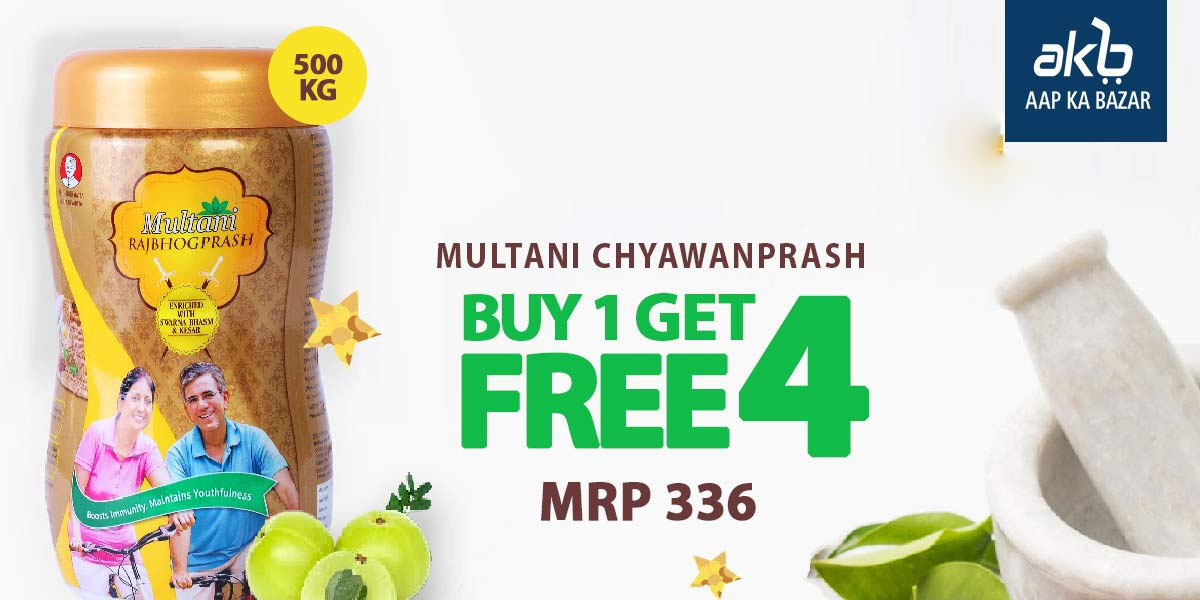 500
KG
akb
AAP KA BAZAR
Multani
RAJBHOGPRASH
ENRICHED
WITH
SWARNA BHASM
& KESAR
Boosts Immunity, Maintains Youthfulness
MULTANI CHYAWANPRASH
BUY 1 GET
FREE 4
MRP 336